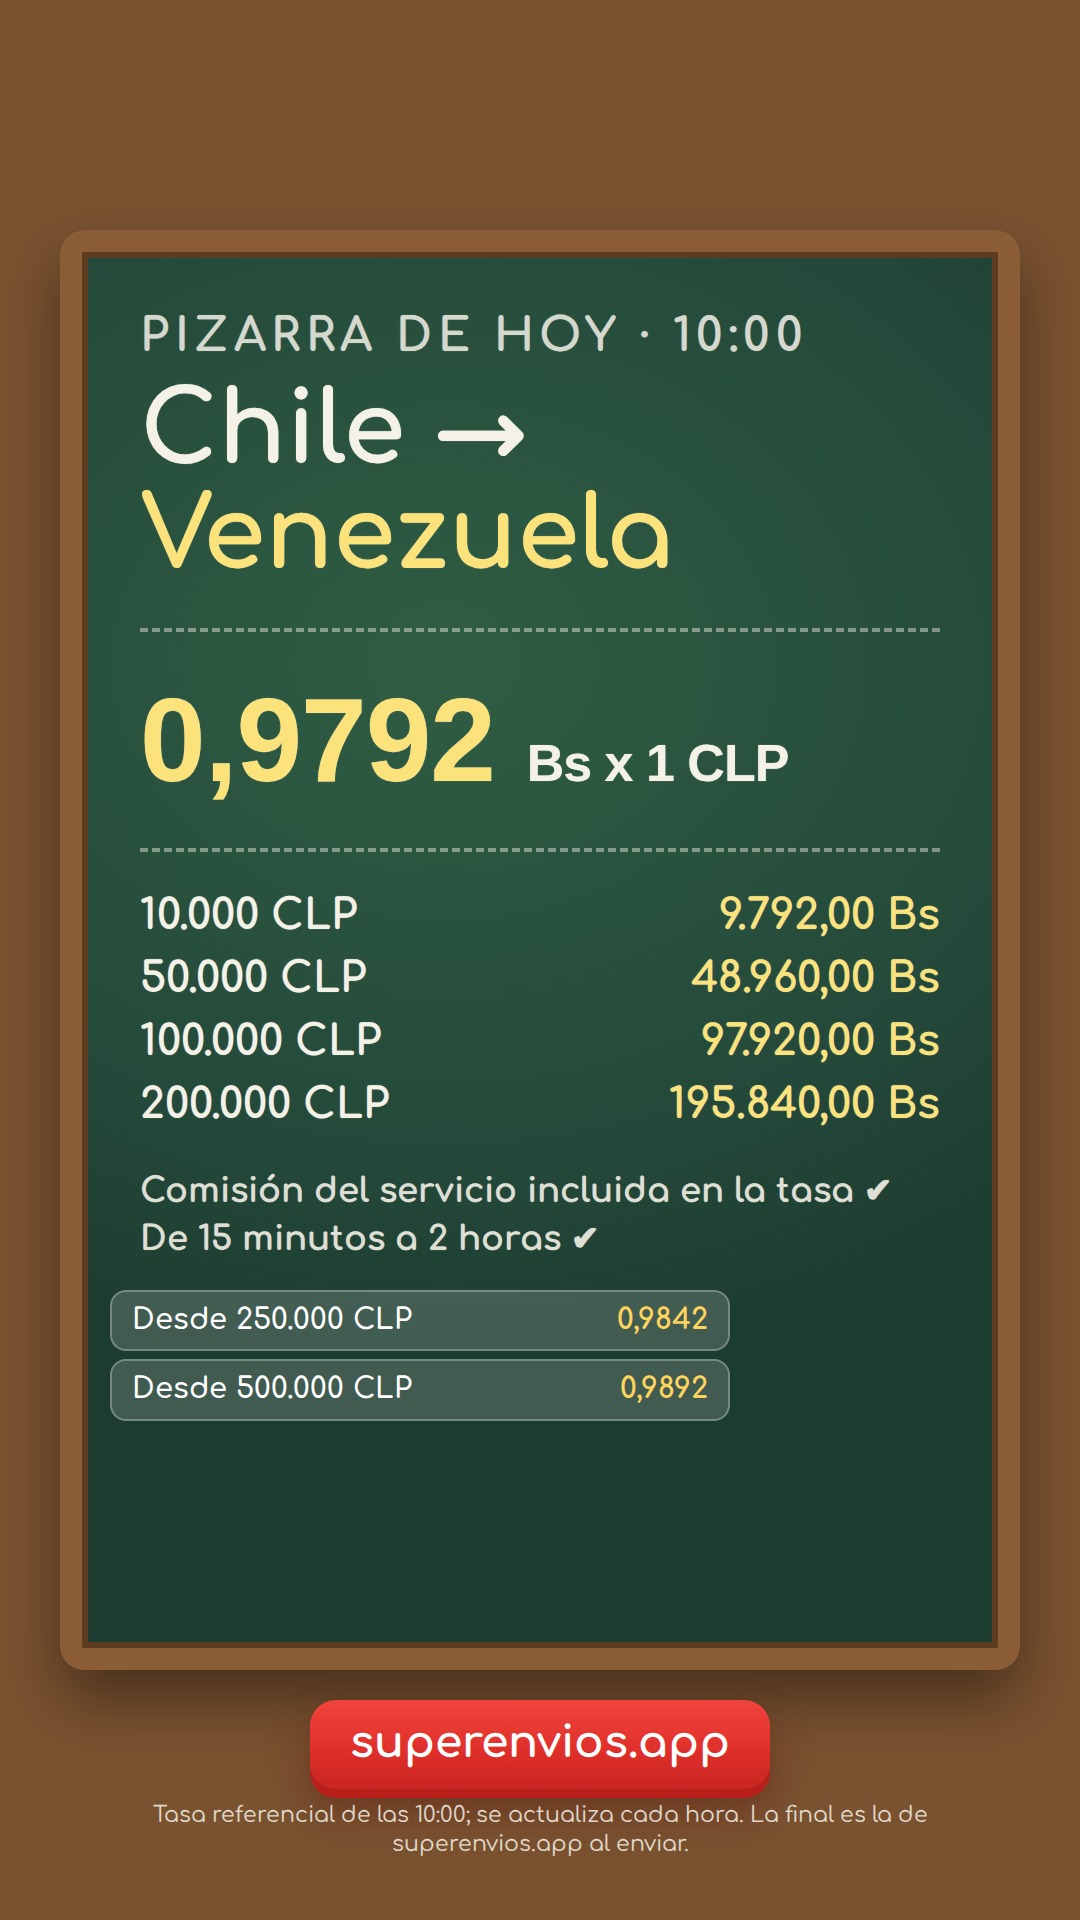 PIZARRA DE HOY · 10:00
Chile →
Venezuela
0,9792 Bs x 1 CLP
10.000 CLP 9.792,00 Bs
50.000 CLP 48.960,00 Bs
100.000 CLP 97.920,00 Bs
200.000 CLP 195.840,00 Bs
Comisión del servicio incluida en la tasa ✔
De 15 minutos a 2 horas ✔
Desde 250.000 CLP 0,9842
Desde 500.000 CLP 0,9892
superenvios.app
Tasa referencial de las 10:00; se actualiza cada hora. La final es la de
superenvios.app al enviar.